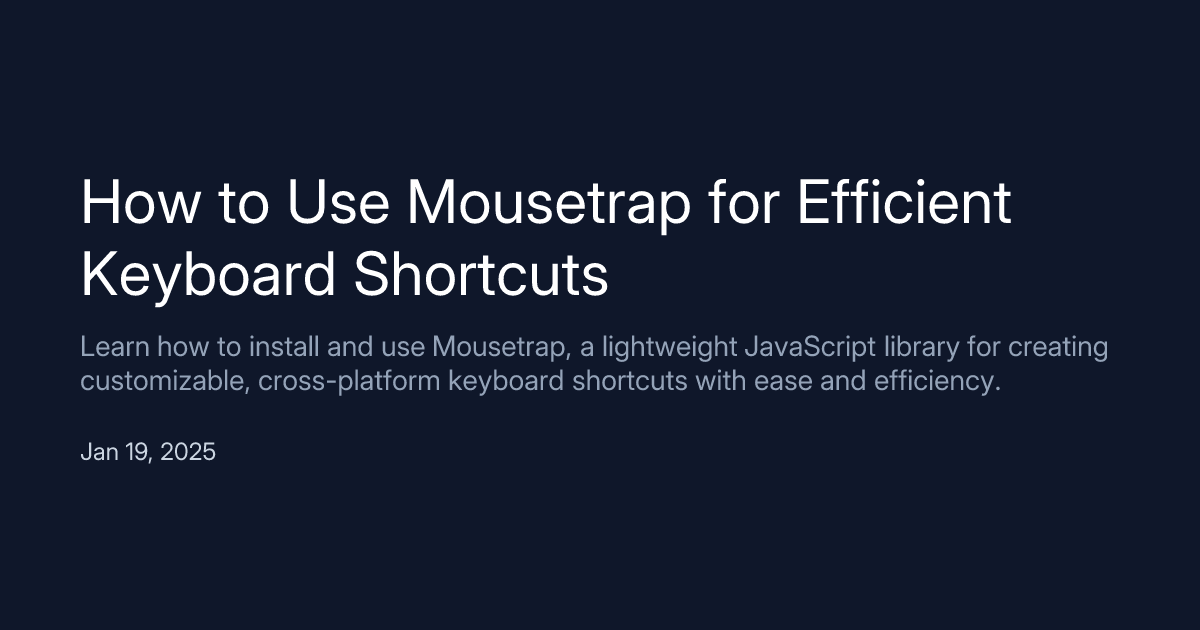 How to Use Mousetrap for Efficient
Keyboard Shortcuts
Learn how to install and use Mousetrap, a lightweight JavaScript library for creating
customizable, cross-platform keyboard shortcuts with ease and efficiency.
Jan 19, 2025